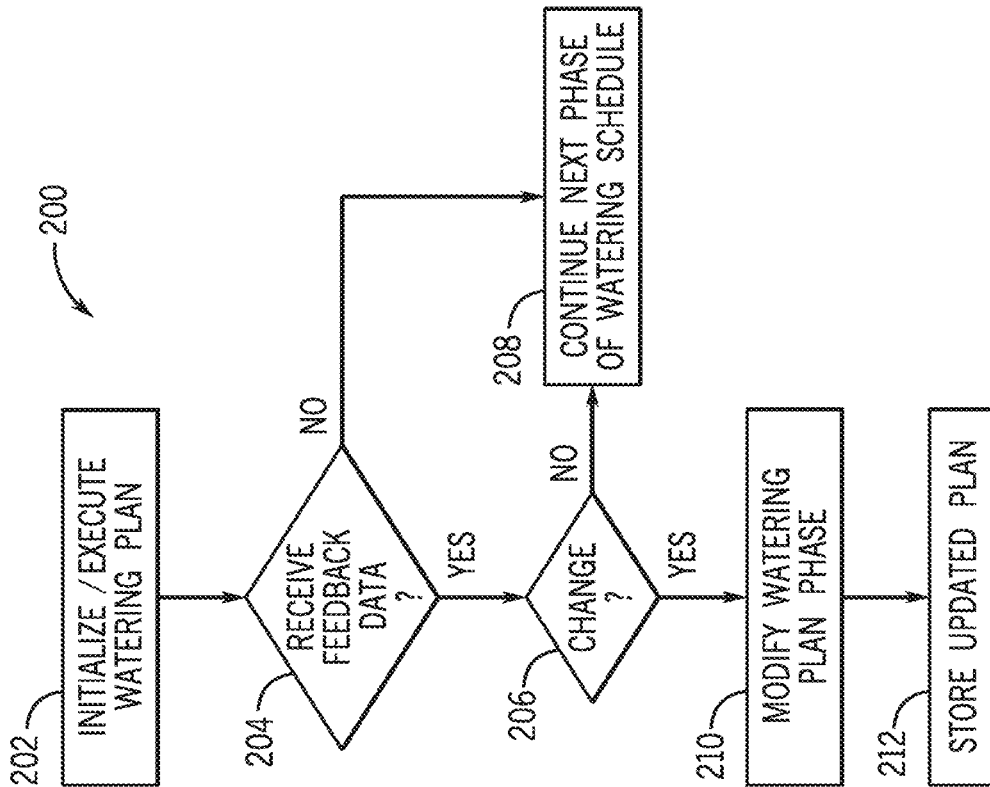 200
202
INITIALIZE / EXECUTE
WATERING PLAN
204
RECEIVE
FEEDBACK
DATA
?
NO
YES
206
CHANGE
?
NO
YES
208
CONTINUE NEXT PHASE
OF WATERING SCHEDULE
210
MODIFY WATERING
PLAN PHASE
212
STORE UPDATED PLAN